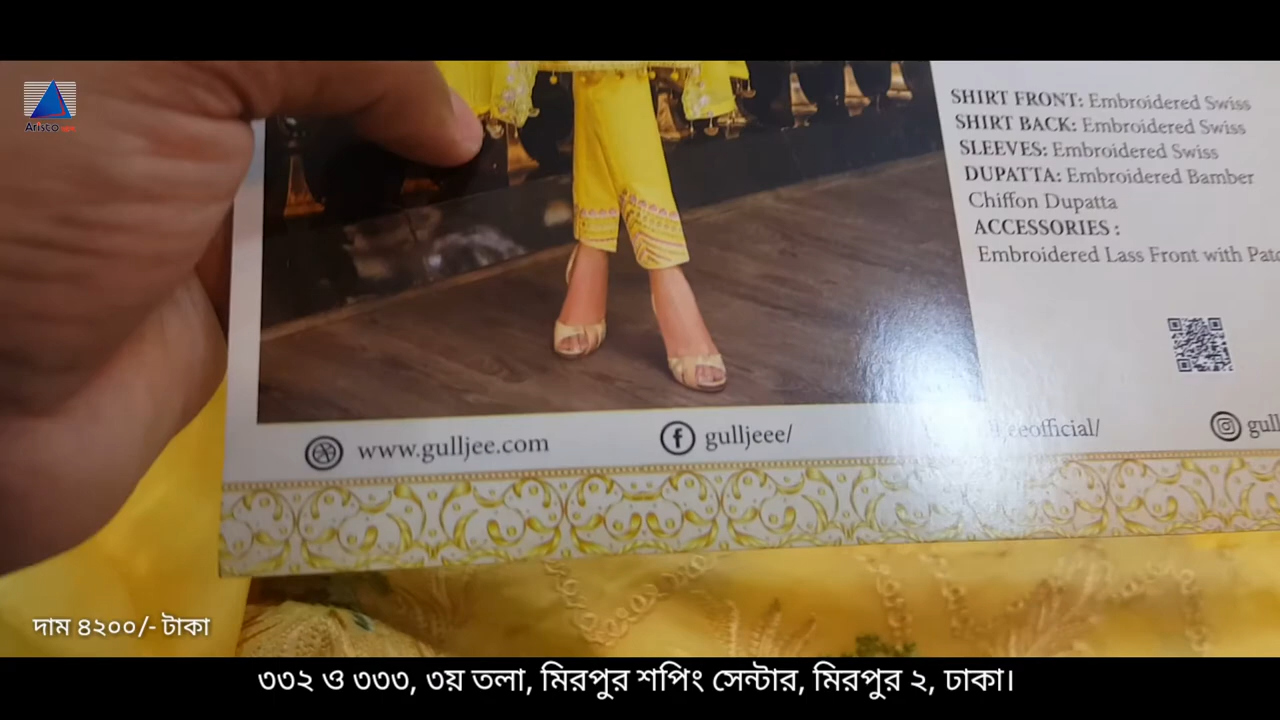 Aristo
SHIRT FRONT: Embroidered Swiss
SHIRT BACK: Embroidered Swiss
SLEEVES: Embroidered Swiss
DUPATTA: Embroidered Bamber
Chiffon Dupatta
ACCESSORIES :
Embroidered Lass Front with
www.gulljee.com
gulljeee/
দাম ৪২০০/- টাকা
৩৩২ ও ৩৩৩, ৩য় তলা, মিরপুর শপিং সেন্টার, মিরপুর ২, ঢাকা।